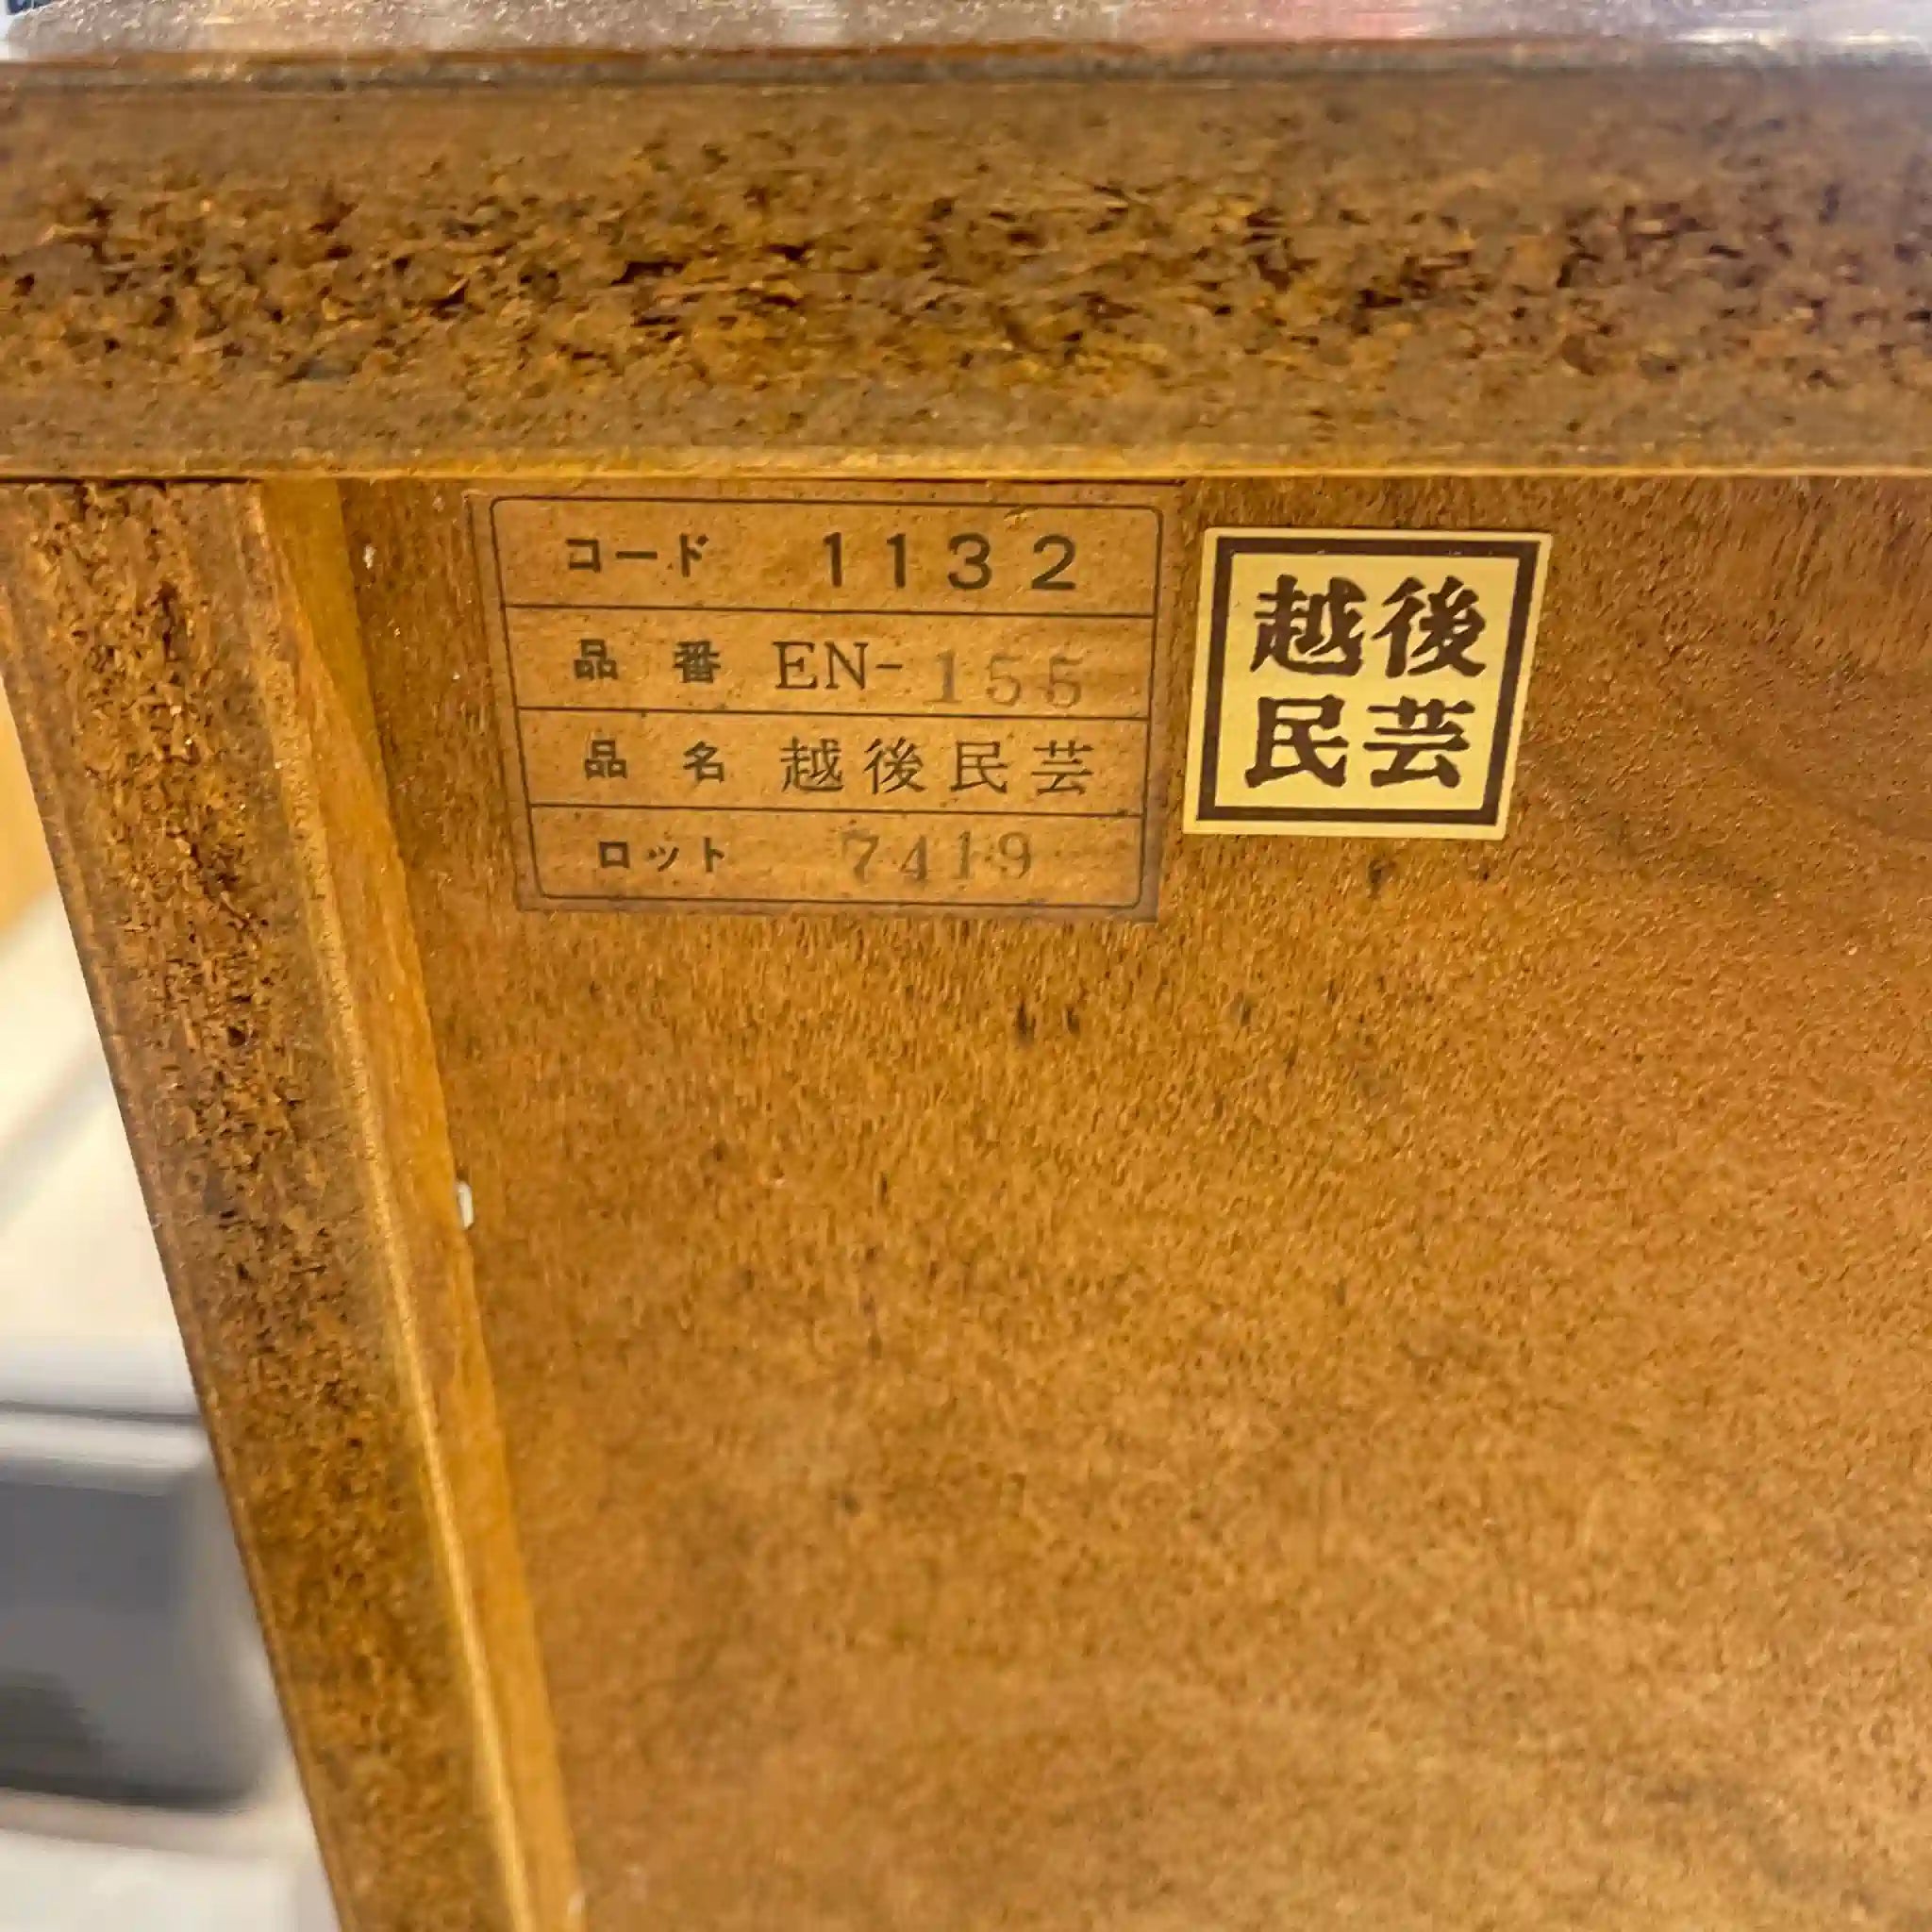 コード 1132
品番 EN-155
品名 越後民芸
ロット 7419
越後
民芸